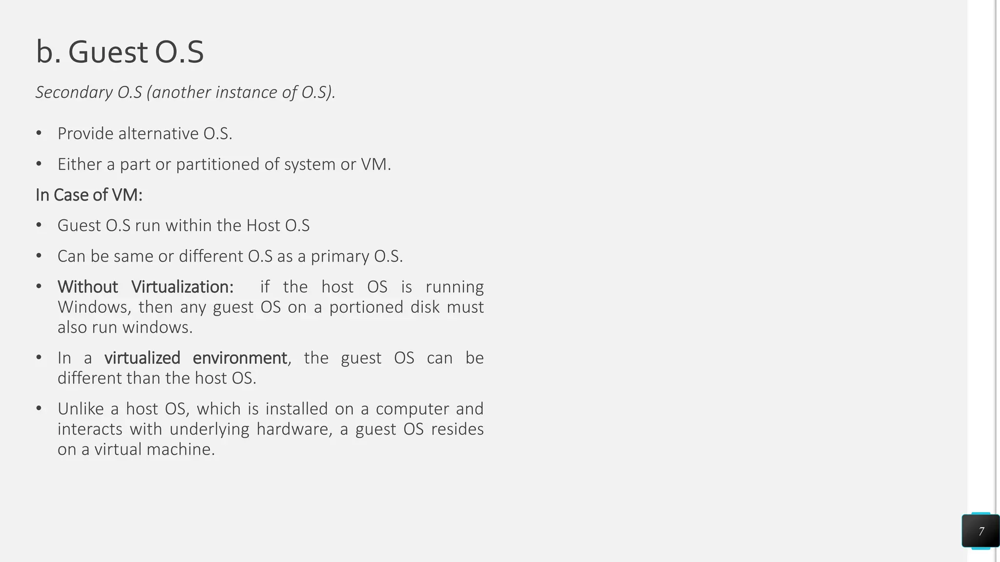 b. Guest O.S
Secondary O.S (another instance of O.S).
• Provide alternative O.S.
• Either a part or partitioned of system or VM.
In Case of VM:
• Guest O.S run within the Host O.S
• Can be same or different O.S as a primary O.S.
• Without Virtualization: if the host OS is running
Windows, then any guest OS on a portioned disk must
also run windows.
• In a virtualized environment, the guest OS can be
different than the host OS.
• Unlike a host OS, which is installed on a computer and
interacts with underlying hardware, a guest OS resides
on a virtual machine.
7